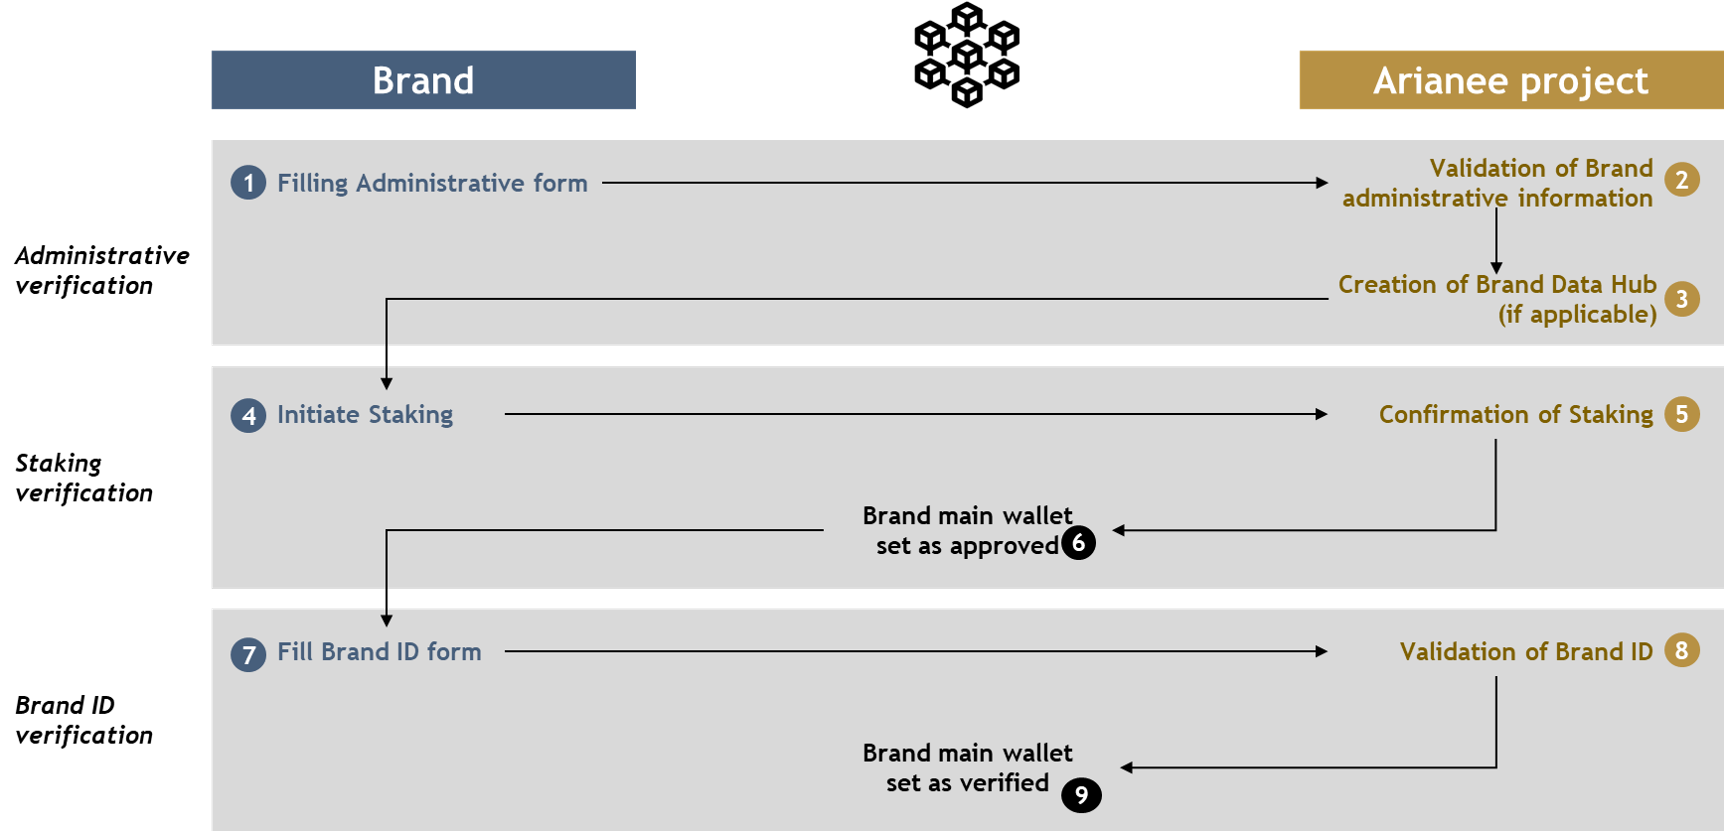 Brand
Arianee project
Administrative
verification
1 Filling Administrative form
Validation of Brand
administrative information
2
Creation of Brand Data Hub
(if applicable)
3
Staking
verification
4 Initiate Staking
Confirmation of Staking 5
Brand main wallet
set as approved 6
Brand ID
verification
7 Fill Brand ID form
Validation of Brand ID 8
Brand main wallet
set as verified 9